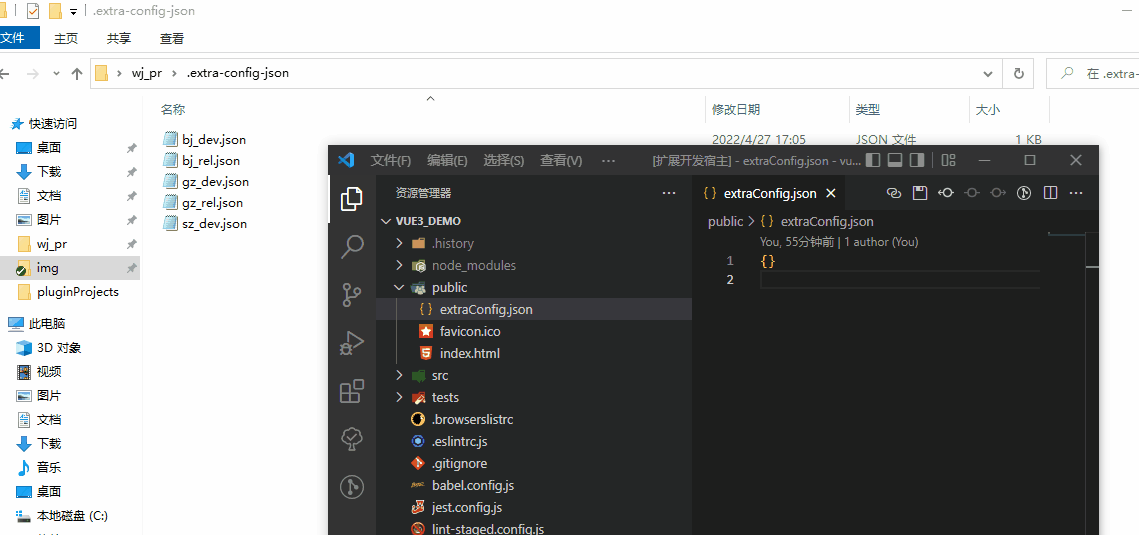 .extra-config-json
文件 主页 共享 查看
wj_pr .extra-config-json
在 .extra-
名称 修改日期 类型 大小
快速访问
桌面
下载
文档
图片
wj_pr
img
pluginProjects
此电脑
3D 对象
视频
图片
文档
下载
音乐
桌面
本地磁盘 (C:)
bj_dev.json 2022/4/27 17:05 JSON 文件 1 KB
bj_rel.json
gz_dev.json
gz_rel.json
sz_dev.json
文件(F) 编辑(E) 选择(S) 查看(V) ··· [扩展开发宿主] - extraConfig.json - vu...
资源管理器 ···
VUE3_DEMO
.history
node_modules
public
{} extraConfig.json
favicon.ico
index.html
src
tests
.browserslistrc
.eslintrc.js
.gitignore
babel.config.js
jest.config.js
lint-staged.config.js
{} extraConfig.json
public > {} extraConfig.json
You, 55分钟前 | 1 author (You)
1 {}
2